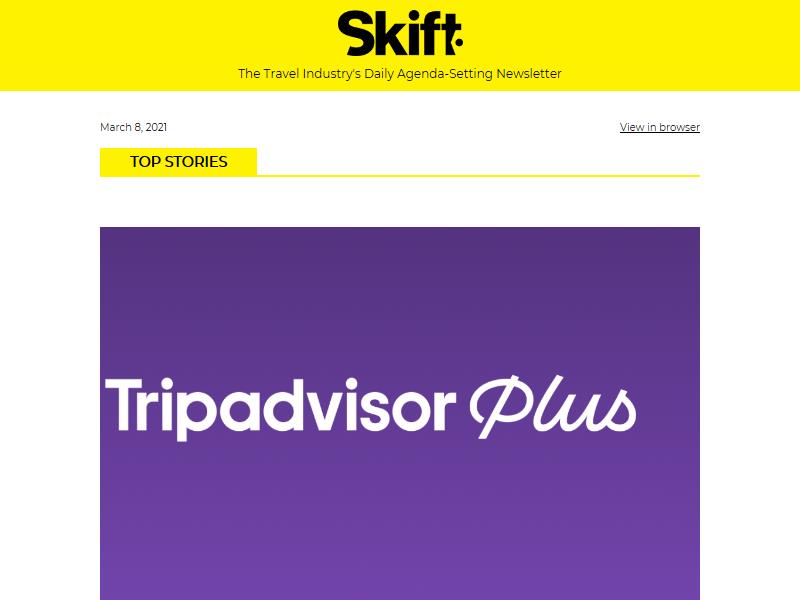 Skift
The Travel Industry's Daily Agenda-Setting Newsletter
March 8, 2021
View in browser
TOP STORIES
Tripadvisor Plus